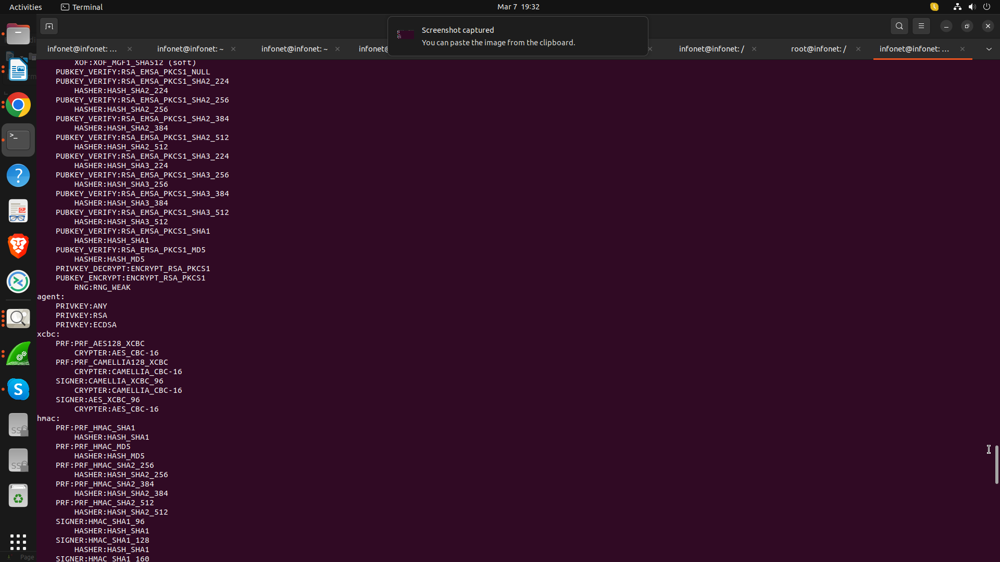 Activities
Terminal
Mar 7 19:32
Screenshot captured
You can paste the image from the clipboard.
infonet@infonet: ...
infonet@infonet: ~
infonet@infonet: ~
infonet@
infonet@infonet: /
root@infonet: /
infonet@infonet: ...
XOF:XOF_MGF1_SHA512 (soft)
PUBKEY_VERIFY:RSA_EMSA_PKCS1_NULL
PUBKEY_VERIFY:RSA_EMSA_PKCS1_SHA2_224
HASHER:HASH_SHA2_224
PUBKEY_VERIFY:RSA_EMSA_PKCS1_SHA2_256
HASHER:HASH_SHA2_256
PUBKEY_VERIFY:RSA_EMSA_PKCS1_SHA2_384
HASHER:HASH_SHA2_384
PUBKEY_VERIFY:RSA_EMSA_PKCS1_SHA2_512
HASHER:HASH_SHA2_512
PUBKEY_VERIFY:RSA_EMSA_PKCS1_SHA3_224
HASHER:HASH_SHA3_224
PUBKEY_VERIFY:RSA_EMSA_PKCS1_SHA3_256
HASHER:HASH_SHA3_256
PUBKEY_VERIFY:RSA_EMSA_PKCS1_SHA3_384
HASHER:HASH_SHA3_384
PUBKEY_VERIFY:RSA_EMSA_PKCS1_SHA3_512
HASHER:HASH_SHA3_512
PUBKEY_VERIFY:RSA_EMSA_PKCS1_SHA1
HASHER:HASH_SHA1
PUBKEY_VERIFY:RSA_EMSA_PKCS1_MD5
HASHER:HASH_MD5
PRIVKEY_DECRYPT:ENCRYPT_RSA_PKCS1
PUBKEY_ENCRYPT:ENCRYPT_RSA_PKCS1
RNG:RNG_WEAK
agent:
PRIVKEY:ANY
PRIVKEY:RSA
PRIVKEY:ECDSA
xcbc:
PRF:PRF_AES128_XCBC
CRYPTER:AES_CBC-16
PRF:PRF_CAMELLIA128_XCBC
CRYPTER:CAMELLIA_CBC-16
SIGNER:CAMELLIA_XCBC_96
CRYPTER:CAMELLIA_CBC-16
SIGNER:AES_XCBC_96
CRYPTER:AES_CBC-16
hmac:
PRF:PRF_HMAC_SHA1
HASHER:HASH_SHA1
PRF:PRF_HMAC_MD5
HASHER:HASH_MD5
PRF:PRF_HMAC_SHA2_256
HASHER:HASH_SHA2_256
PRF:PRF_HMAC_SHA2_384
HASHER:HASH_SHA2_384
PRF:PRF_HMAC_SHA2_512
HASHER:HASH_SHA2_512
SIGNER:HMAC_SHA1_96
HASHER:HASH_SHA1
SIGNER:HMAC_SHA1_128
HASHER:HASH_SHA1
SIGNER:HMAC_SHA1_160
Page